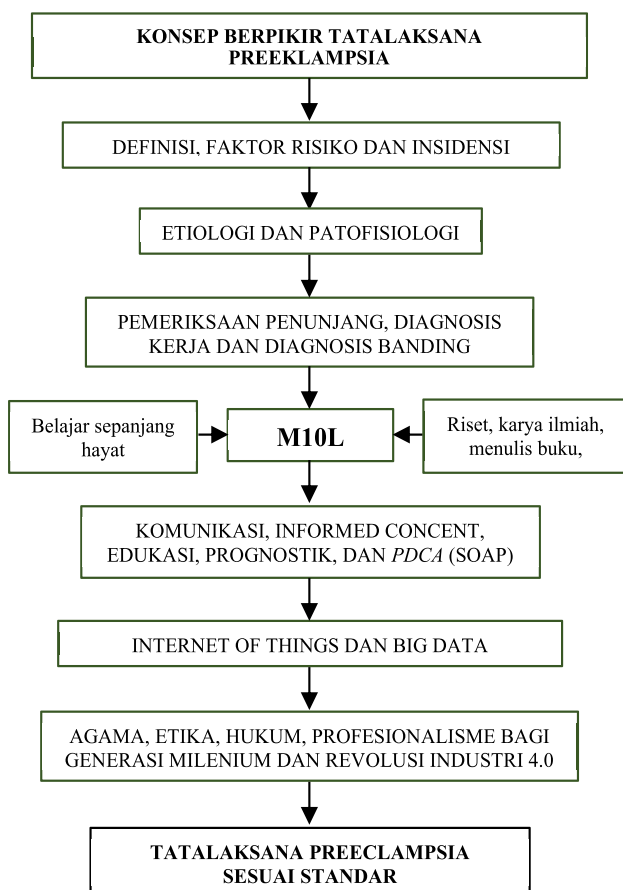 KONSEP BERPIKIR TATALAKSANA
PREEKLAMPSIA
DEFINISI, FAKTOR RISIKO DAN INSIDENSI
ETIOLOGI DAN PATOFISIOLOGI
PEMERIKSAAN PENUNJANG, DIAGNOSIS
KERJA DAN DIAGNOSIS BANDING
Belajar sepanjang
hayat
M10L
Riset, karya ilmiah,
menulis buku,
KOMUNIKASI, INFORMED CONCENT,
EDUKASI, PROGNOSTIK, DAN PDCA (SOAP)
INTERNET OF THINGS DAN BIG DATA
AGAMA, ETIKA, HUKUM, PROFESIONALISME BAGI
GENERASI MILENIUM DAN REVOLUSI INDUSTRI 4.0
TATALAKSANA PREECLAMPSIA
SESUAI STANDAR